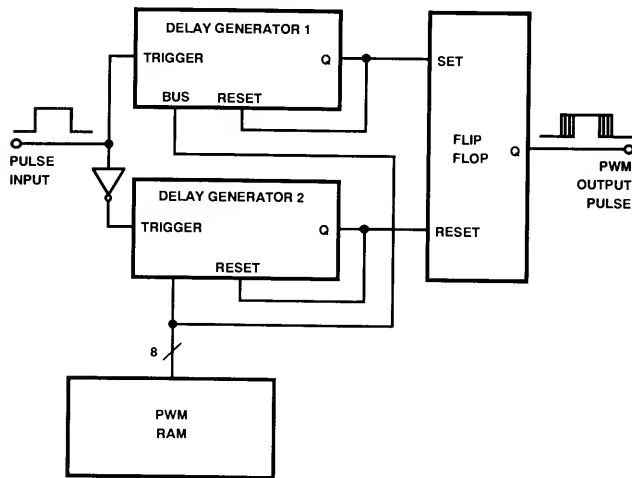 DELAY GENERATOR 1
TRIGGER
Q
BUS
RESET
SET
FLIP
FLOP
Q
RESET
PULSE
INPUT
PWM
OUTPUT
PULSE
DELAY GENERATOR 2
TRIGGER
Q
RESET
8
PWM
RAM